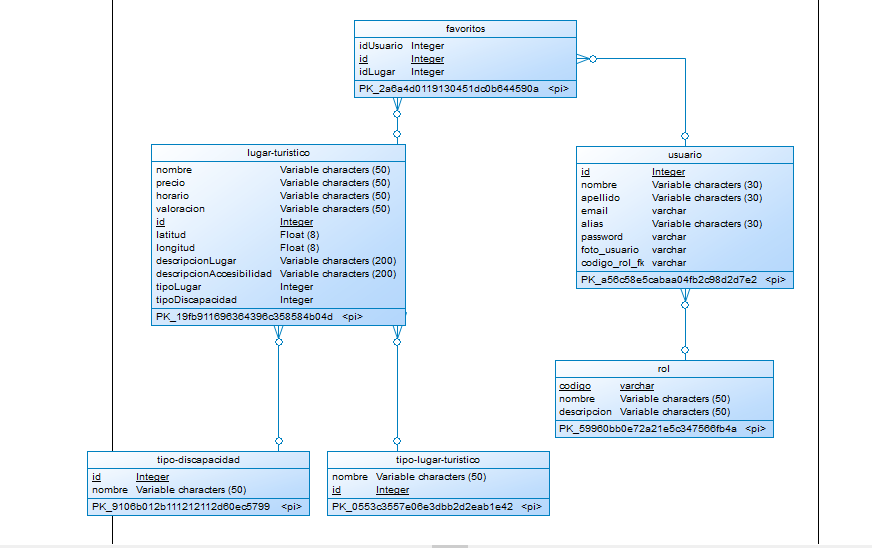 favoritos
idUsuario Integer
id Integer
idLugar Integer
PK_2a6a4d0119130451dc0b644590a <pi>
lugar-turistico
nombre Variable characters (50)
precio Variable characters (50)
horario Variable characters (50)
valoracion Variable characters (50)
id Integer
latitud Float (8)
longitud Float (8)
descripcionLugar Variable characters (200)
descripcionAccesibilidad Variable characters (200)
tipoLugar Integer
tipoDiscapacidad Integer
PK_19fb911696364396c358584b04d <pi>
usuario
id Integer
nombre Variable characters (30)
apellido Variable characters (30)
email varchar
alias Variable characters (30)
password varchar
foto_usuario varchar
codigo_rol_fk varchar
PK_a56c58e5cabaa04fb2c98d2d7e2 <pi>
rol
codigo varchar
nombre Variable characters (50)
descripcion Variable characters (50)
PK_59960bb0e72a21e5c347566fb4a <pi>
tipo-discapacidad
id Integer
nombre Variable characters (50)
PK_9106b012b111212112d60ec5799 <pi>
tipo-lugar-turistico
nombre Variable characters (50)
id Integer
PK_0553c3557e06e3dbb2d2eab1e42 <pi>